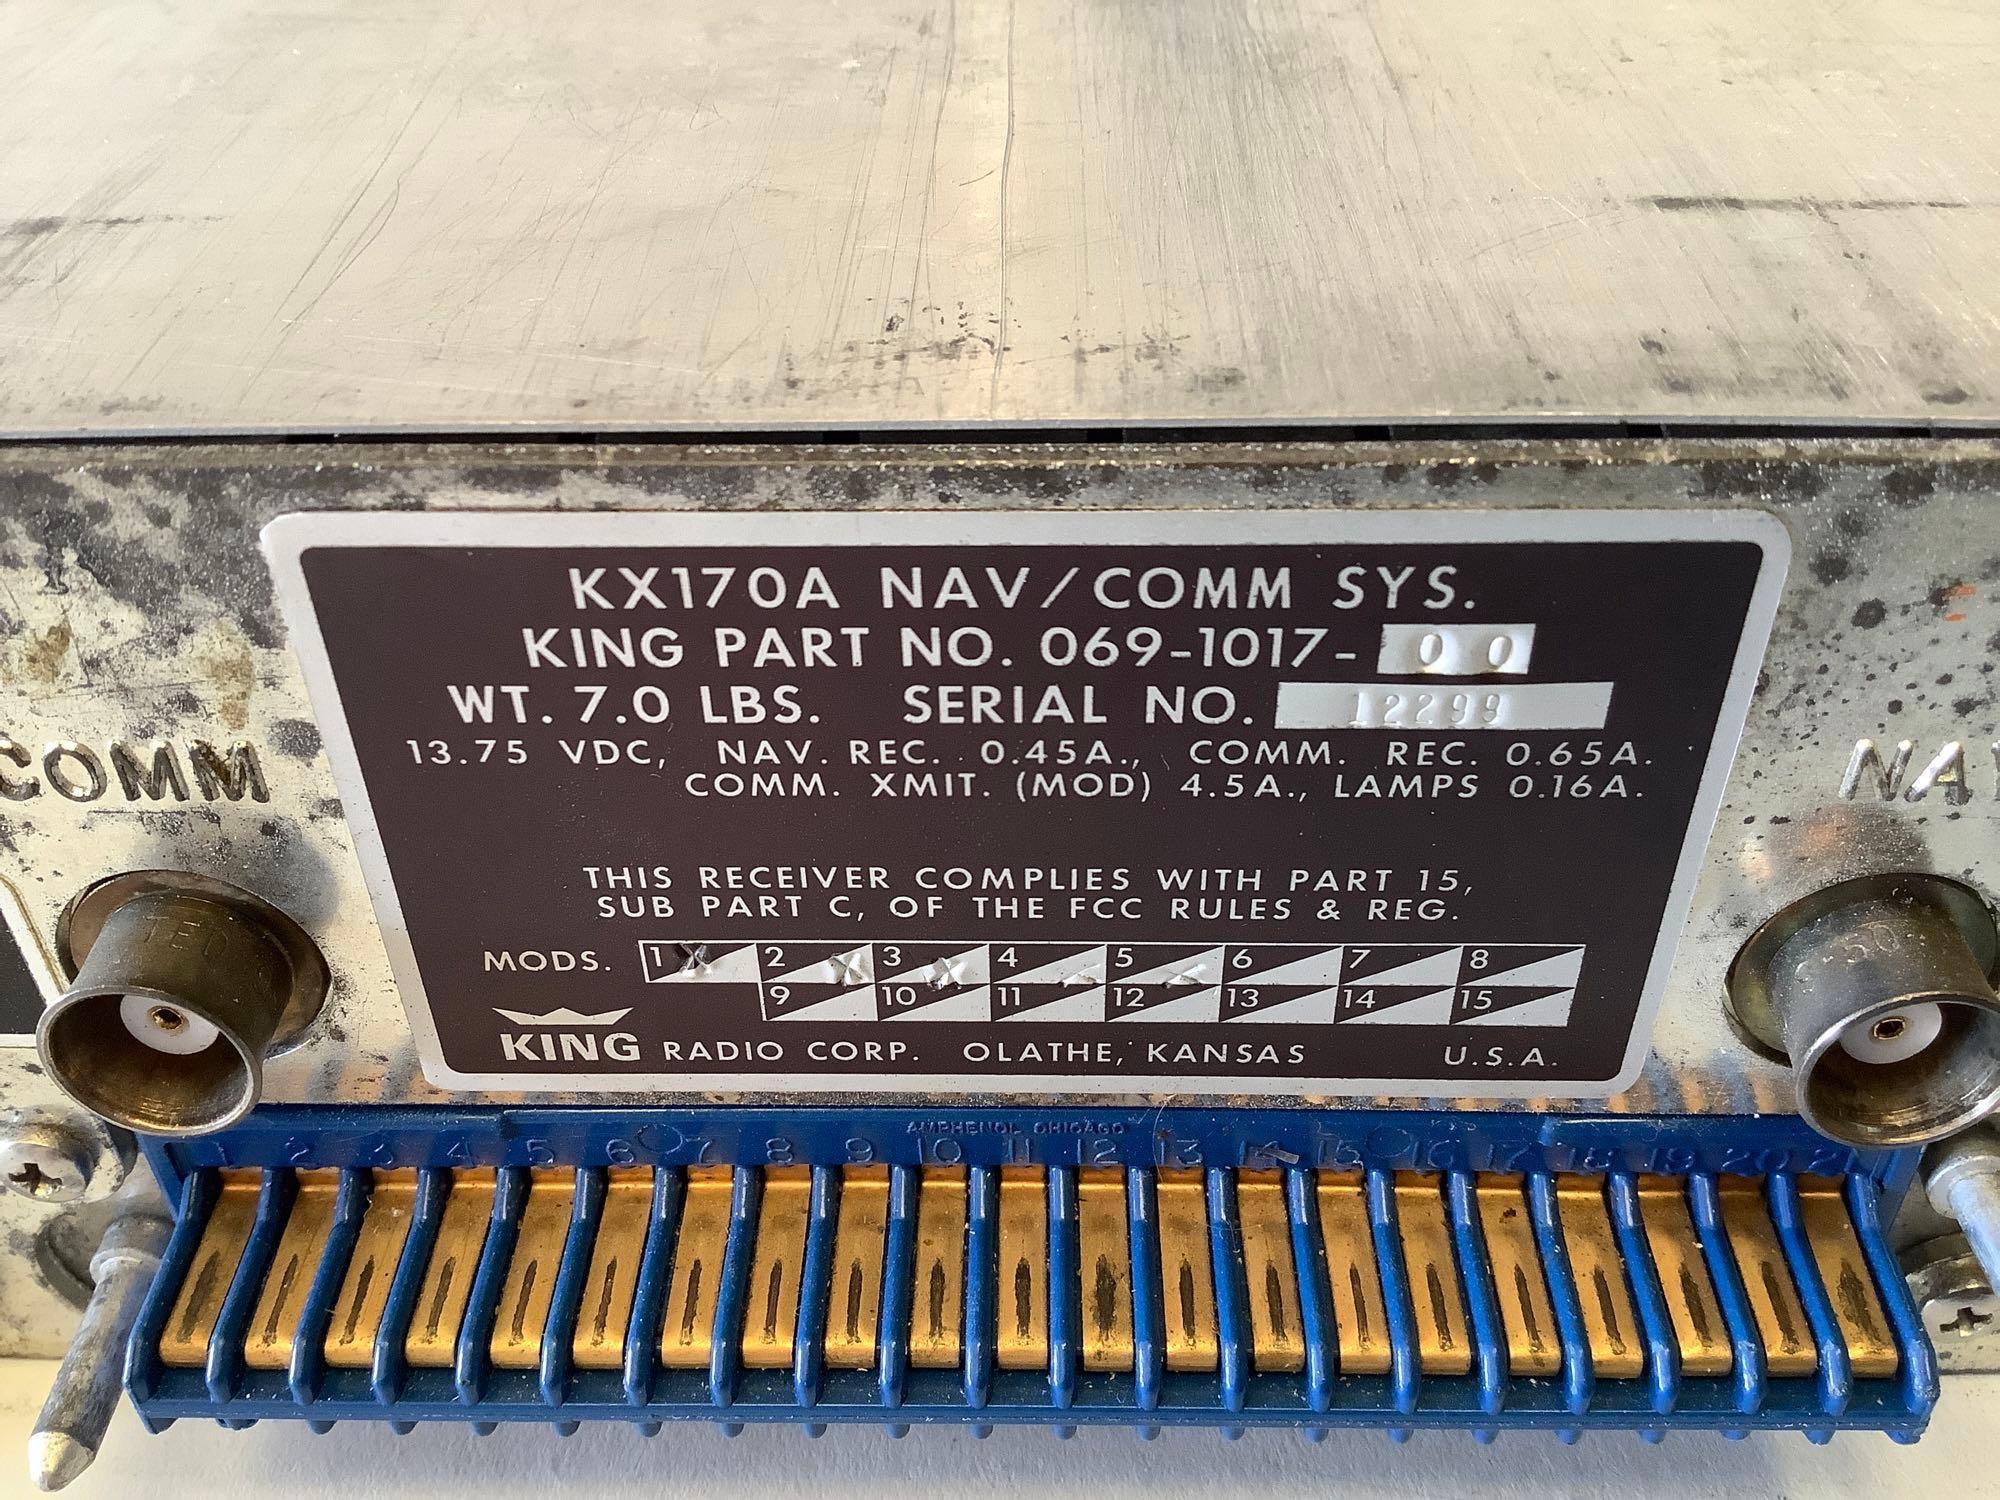 KX170A NAV/COMM SYS.
KING PART NO. 069-1017- 00
WT. 7.0 LBS. SERIAL NO. 12299
13.75 VDC, NAV. REC. 0.45A., COMM. REC. 0.65A.
COMM. XMIT. (MOD) 4.5A., LAMPS 0.16A.
COMM
THIS RECEIVER COMPLIES WITH PART 15,
SUB PART C, OF THE FCC RULES & REG.
MODS. 1 2 3 4 5 6 7 8
9 10 11 12 13 14 15
KING RADIO CORP. OLATHE, KANSAS U.S.A.
AMPHENOL CHICAGO
1 2 3 4 5 6 7 8 9 10 11 12 13 14 15 16 17 18 19 20 21